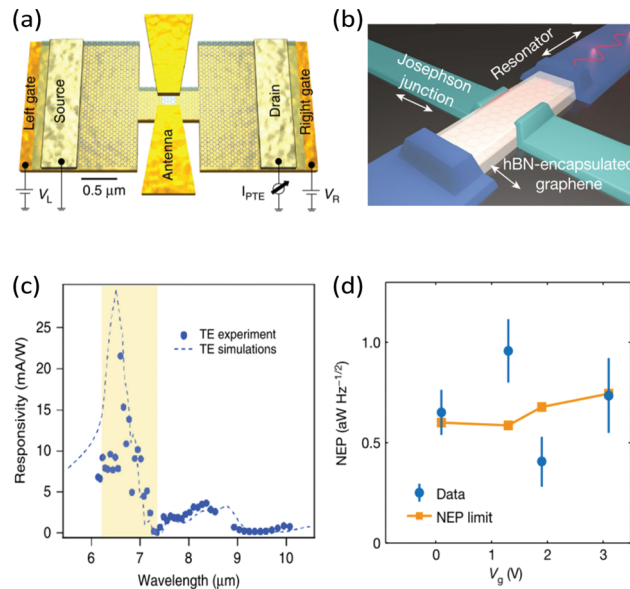 (a)
Left gate
Source
Antenna
Drain
Right gate
V_L
0.5 μm
I_PTE
V_R
(b)
Josephson
junction
Resonator
hBN-encapsulated
graphene
(c)
Responsivity (mA/W)
25
20
15
10
5
0
TE experiment
TE simulations
6 7 8 9 10
Wavelength (μm)
(d)
NEP (aW Hz⁻¹/²)
1.0
0.5
0
Data
NEP limit
0 1 2 3
V_g (V)